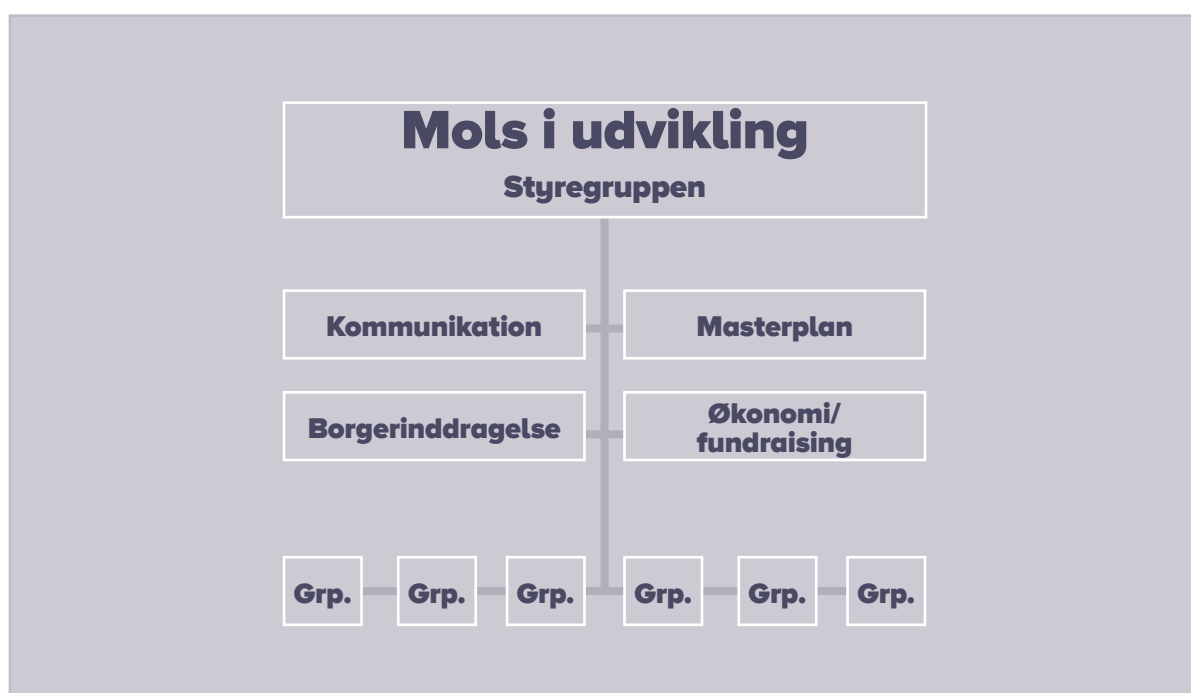 Mols i udvikling
Styregruppen
Kommunikation
Masterplan
Borgerinddragelse
Økonomi/
fundraising
Grp.
Grp.
Grp.
Grp.
Grp.
Grp.